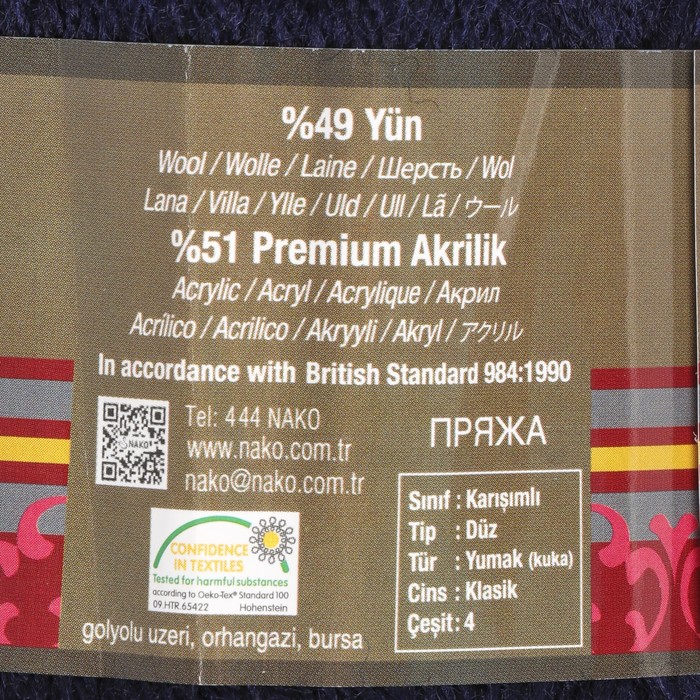 %49 Yün
Wool / Wolle / Laine / Шерсть / Wol
Lana / Villa / Ylle / Uld / Ull / Lã / ウール
%51 Premium Akrilik
Acrylic / Acryl / Acrylique / Акрил
Acrílico / Acrilico / Akryyli / Akryl / アクリル
In accordance with British Standard 984:1990
NAKO
Tel: 444 NAKO
www.nako.com.tr
nako@nako.com.tr
ПРЯЖА
CONFIDENCE
IN TEXTILES
Tested for harmful substances
according to Oeko-Tex® Standard 100
09.HTR.65422 Hohenstein
Sınıf : Karışımlı
Tip : Düz
Tür : Yumak (kuka)
Cins : Klasik
Çeşit : 4
golyolu uzeri, orhangazi, bursa